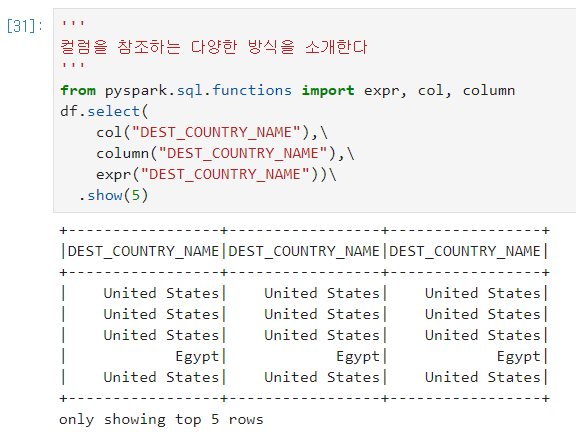 [31]: '''
컬럼을 참조하는 다양한 방식을 소개한다
'''
from pyspark.sql.functions import expr, col, column
df.select(
    col("DEST_COUNTRY_NAME"),\
    column("DEST_COUNTRY_NAME"),\
    expr("DEST_COUNTRY_NAME"))\
  .show(5)
+-----------------+-----------------+-----------------+
|DEST_COUNTRY_NAME|DEST_COUNTRY_NAME|DEST_COUNTRY_NAME|
+-----------------+-----------------+-----------------+
|    United States|    United States|    United States|
|    United States|    United States|    United States|
|    United States|    United States|    United States|
|            Egypt|            Egypt|            Egypt|
|    United States|    United States|    United States|
+-----------------+-----------------+-----------------+
only showing top 5 rows